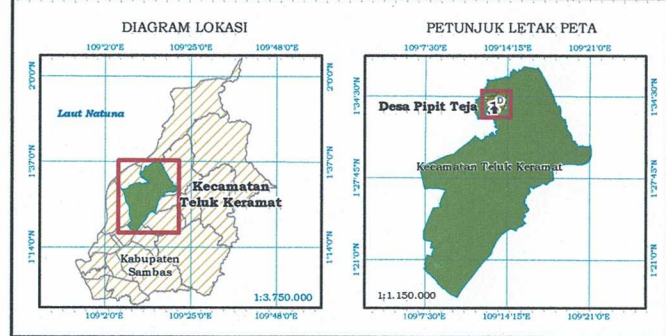 DIAGRAM LOKASI
109°2'0"E 109°25'0"E 109°48'0"E
2°0'0"N
2°0'0"N
Laut Natuna
1°37'0"N
1°37'0"N
Kecamatan
Teluk Keramat
1°14'0"N
1°14'0"N
Kabupaten
Sambas
1:3.750.000
109°2'0"E 109°25'0"E 109°48'0"E
PETUNJUK LETAK PETA
109°7'30"E 109°14'15"E 109°21'0"E
1°34'30"N
1°34'30"N
Desa Pipit Teja
D
Kecamatan Teluk Keramat
1°27'45"N
1°27'45"N
1°21'0"N
1°21'0"N
1:1.150.000
109°7'30"E 109°14'15"E 109°21'0"E